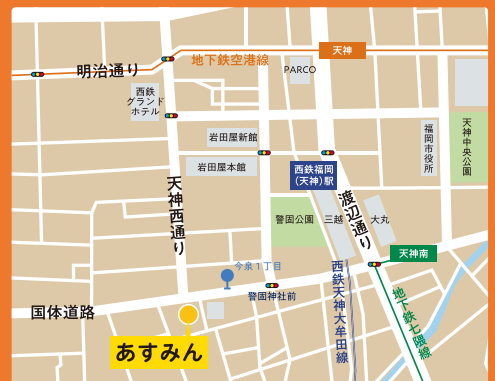 天神
地下鉄空港線
明治通り
PARCO
西鉄
グランド
ホテル
岩田屋新館
岩田屋本館
西鉄福岡
(天神)駅
福岡市役所
天神中央公園
天神西通り
渡辺通り
警固公園
三越
大丸
天神南
今泉1丁目
警固神社前
西鉄天神大牟田線
地下鉄七隈線
国体道路
あすみん